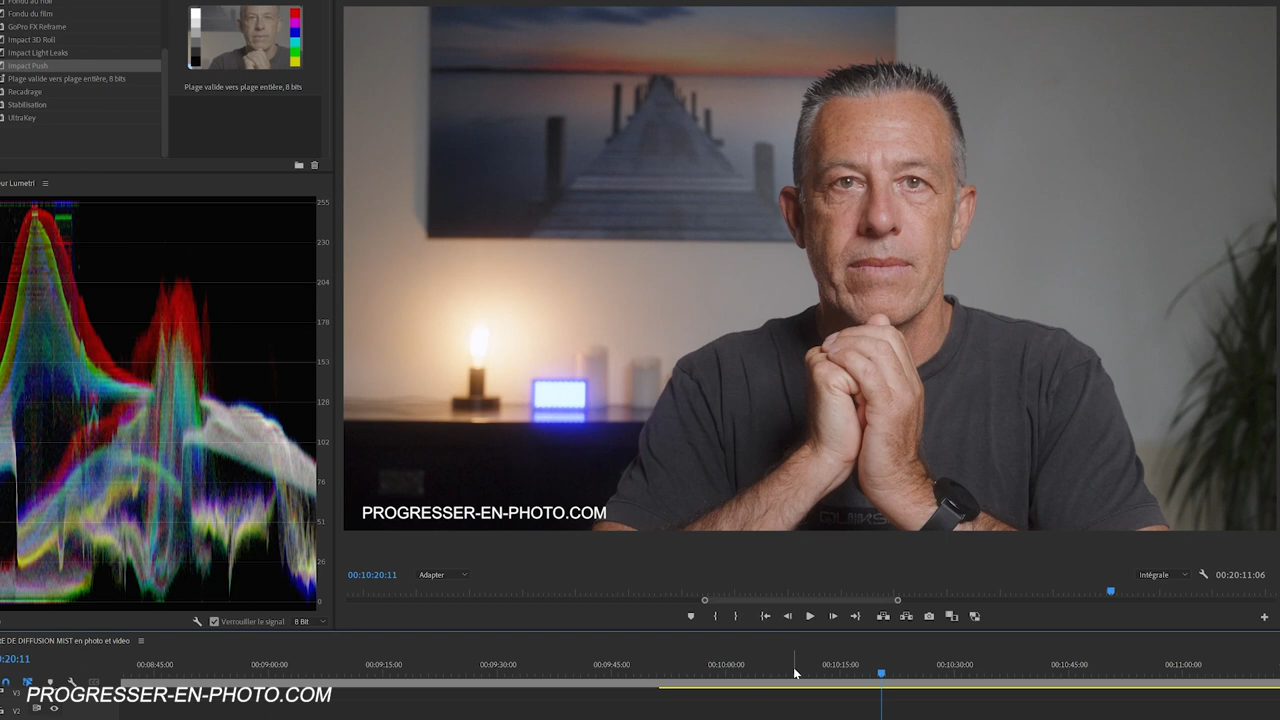 Fondu au noir
Fondu du film
GoPro FX Reframe
Impact 3D Roll
Impact Light Leaks
Impact Push
Plage valide vers plage entière, 8 bits
Recadrage
Stabilisation
UltraKey
Plage valide vers plage entière, 8 bits
eur Lumetri
255
230
204
178
153
128
102
76
51
26
0
Verrouiller le signal
8 Bit
PROGRESSER-EN-PHOTO.COM
00:10:20:11
Adapter
Intégrale
00:20:11:06
RE DE DIFFUSION MIST en photo et video
:20:11
00:08:45:00
00:09:00:00
00:09:15:00
00:09:30:00
00:09:45:00
00:10:00:00
00:10:15:00
00:10:30:00
00:10:45:00
00:11:00:00
V3
PROGRESSER-EN-PHOTO.COM
V2